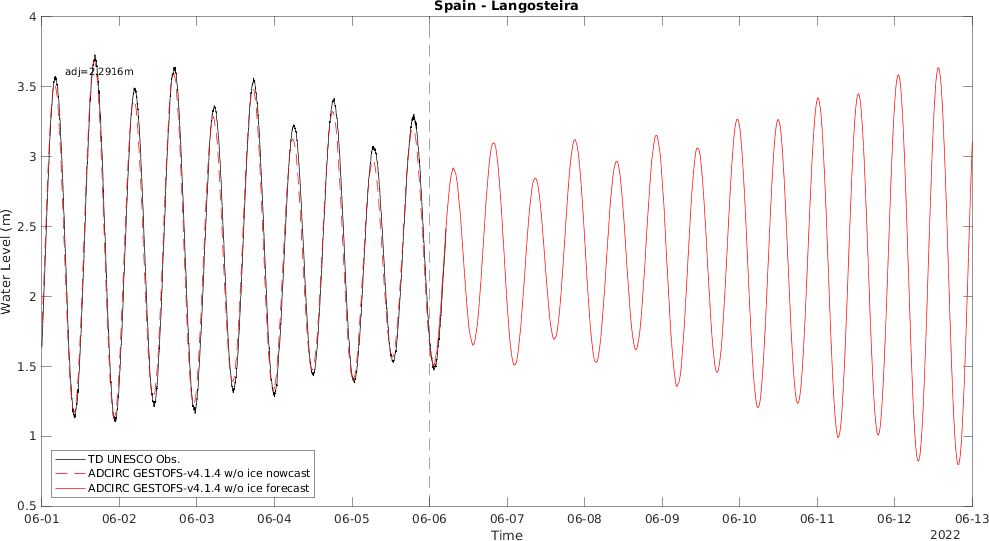 Spain - Langosteira
Water Level (m)
4
3.5
3
2.5
2
1.5
1
0.5
adj=2.2916m
TD UNESCO Obs.
ADCIRC GESTOFS-v4.1.4 w/o ice nowcast
ADCIRC GESTOFS-v4.1.4 w/o ice forecast
06-01 06-02 06-03 06-04 06-05 06-06 06-07 06-08 06-09 06-10 06-11 06-12 06-13
Time
2022